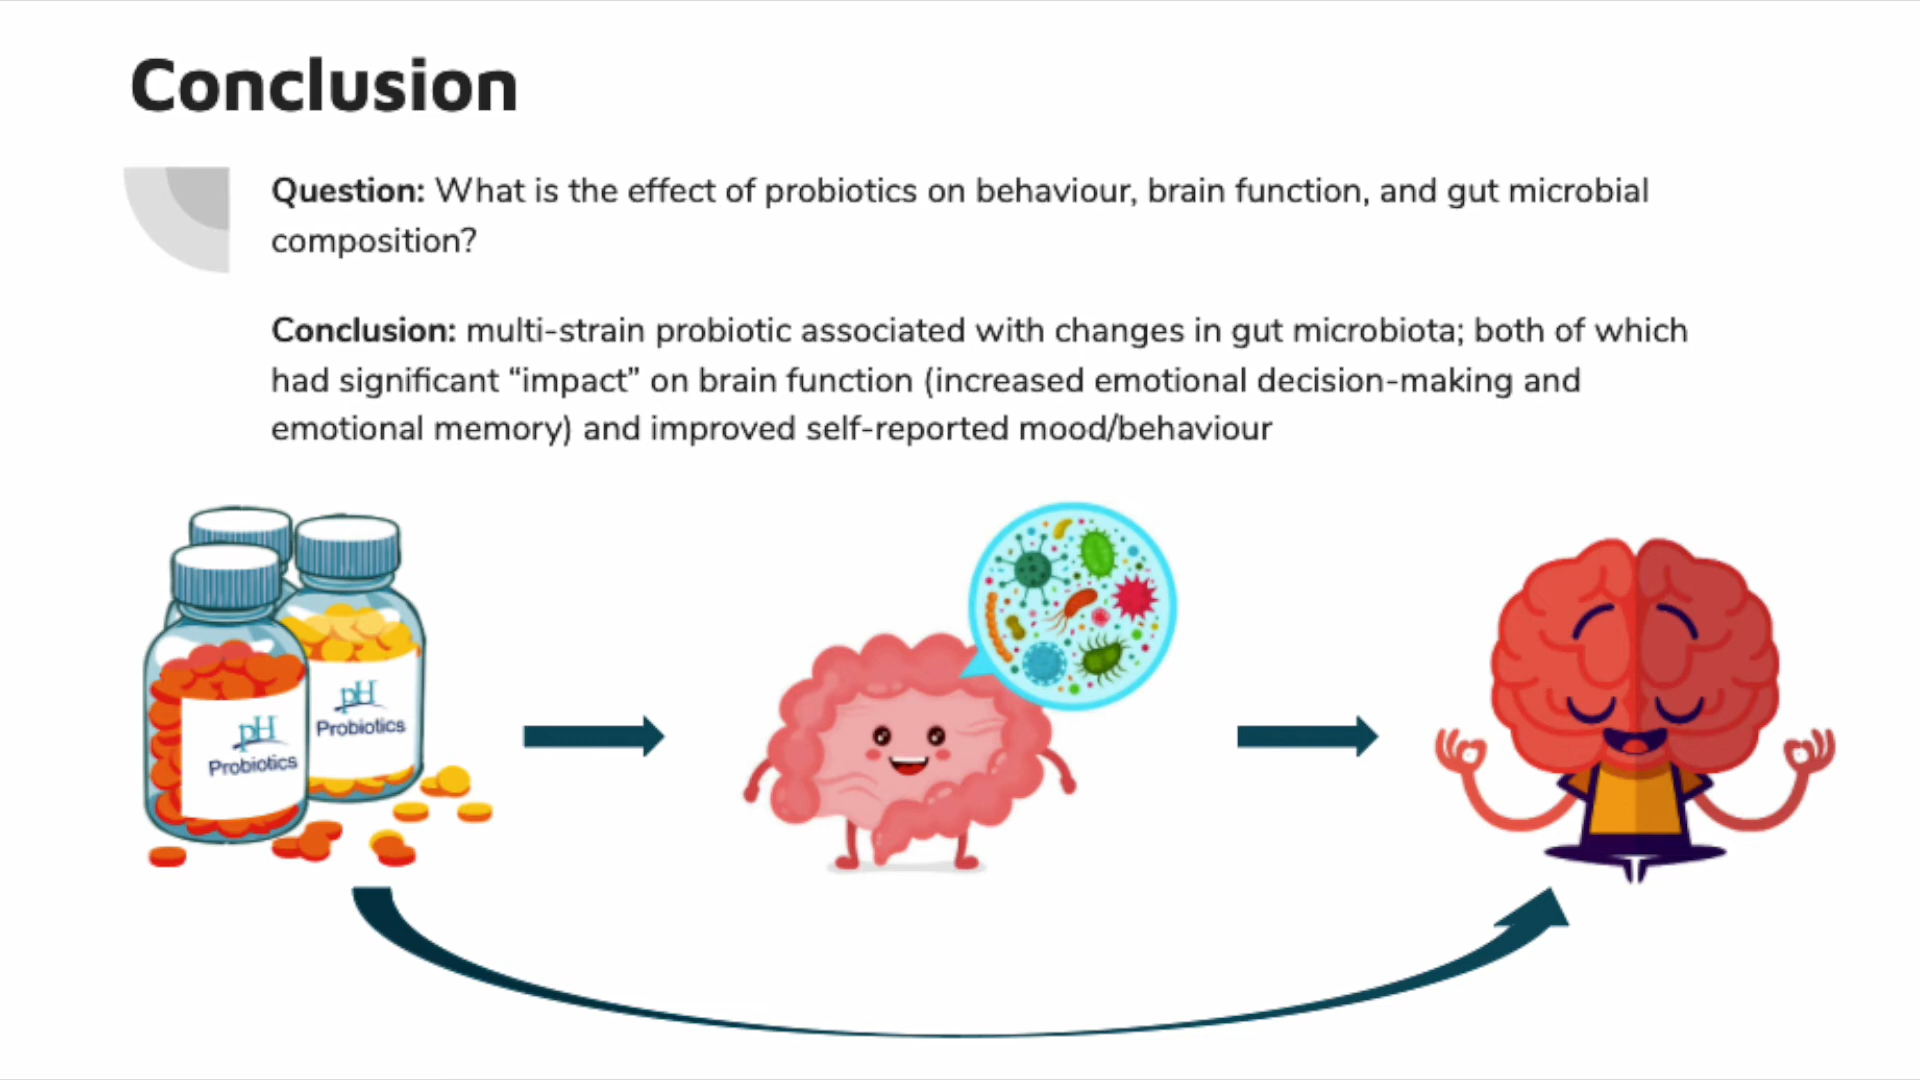 Conclusion
Question: What is the effect of probiotics on behaviour, brain function, and gut microbial
composition?
Conclusion: multi-strain probiotic associated with changes in gut microbiota; both of which
had significant “impact” on brain function (increased emotional decision-making and
emotional memory) and improved self-reported mood/behaviour
pH
Probiotics
pH
Probiotics